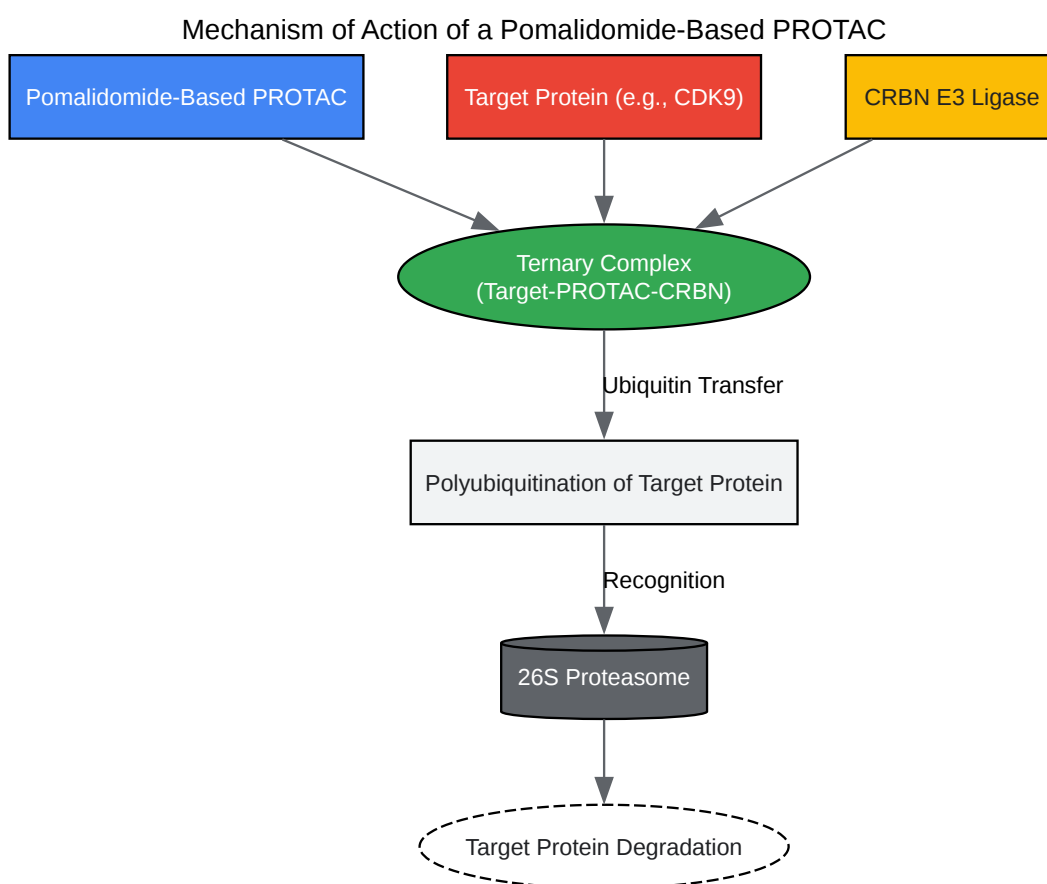 Mechanism of Action of a Pomalidomide-Based PROTAC
Pomalidomide-Based PROTAC
Target Protein (e.g., CDK9)
CRBN E3 Ligase
Ternary Complex
(Target-PROTAC-CRBN)
Ubiquitin Transfer
Polyubiquitination of Target Protein
Recognition
26S Proteasome
Target Protein Degradation